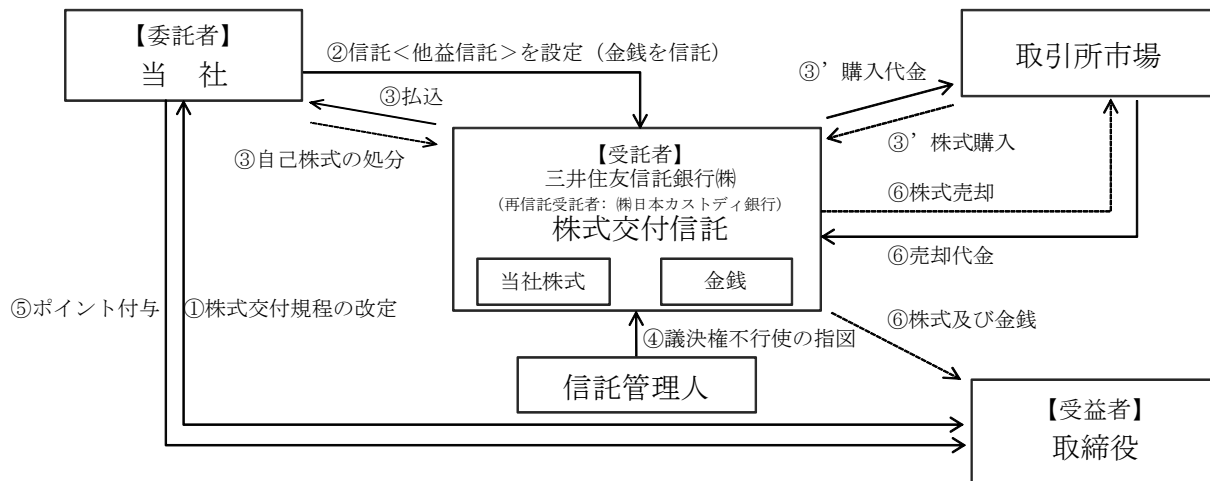 【委託者】
当 社
②信託＜他益信託＞を設定（金銭を信託）
③払込
③自己株式の処分
③’購入代金
③’株式購入
取引所市場
【受託者】
三井住友信託銀行㈱
(再信託受託者：㈱日本カストディ銀行)
株式交付信託
当社株式
金銭
⑥株式売却
⑥売却代金
⑤ポイント付与
①株式交付規程の改定
④議決権不行使の指図
⑥株式及び金銭
信託管理人
【受益者】
取締役